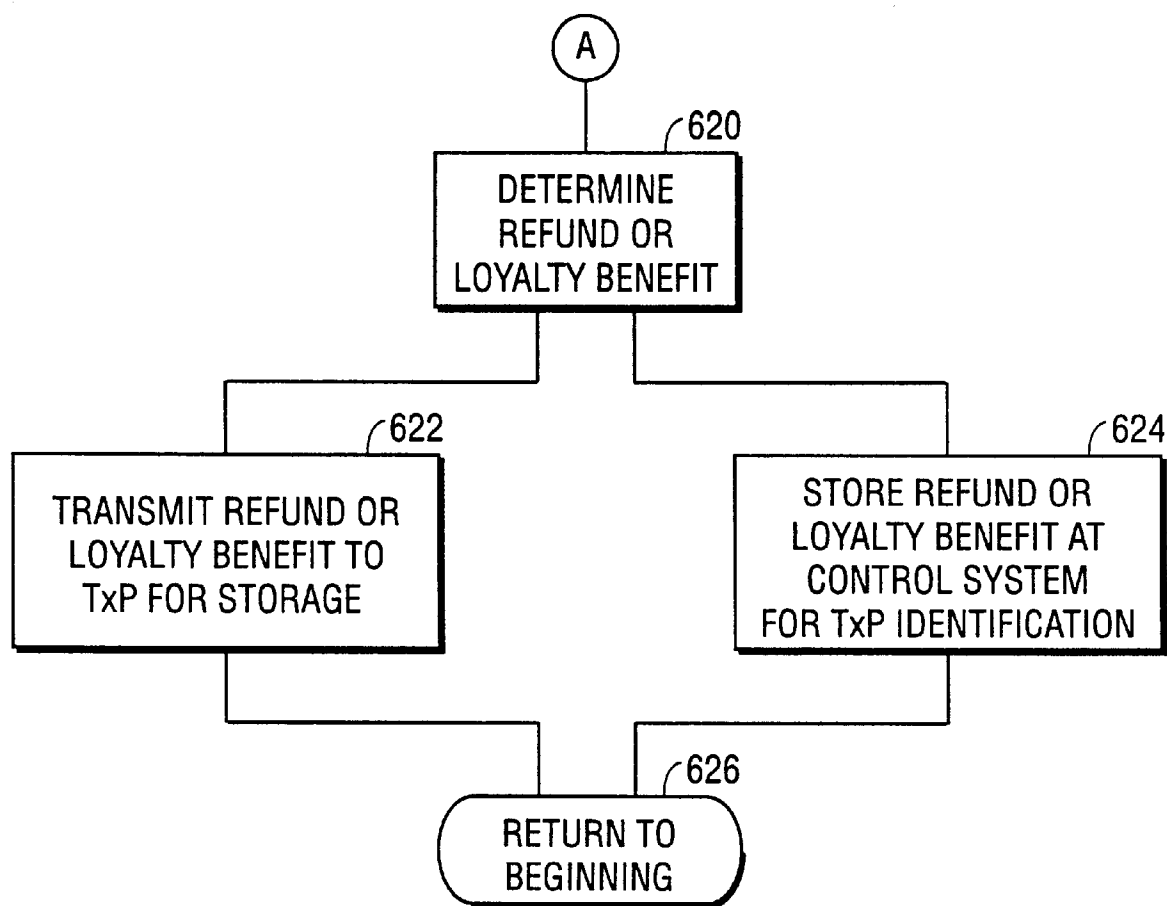 A
620
DETERMINE
REFUND OR
LOYALTY BENEFIT
622
TRANSMIT REFUND OR
LOYALTY BENEFIT TO
TxP FOR STORAGE
624
STORE REFUND OR
LOYALTY BENEFIT AT
CONTROL SYSTEM
FOR TxP IDENTIFICATION
626
RETURN TO
BEGINNING